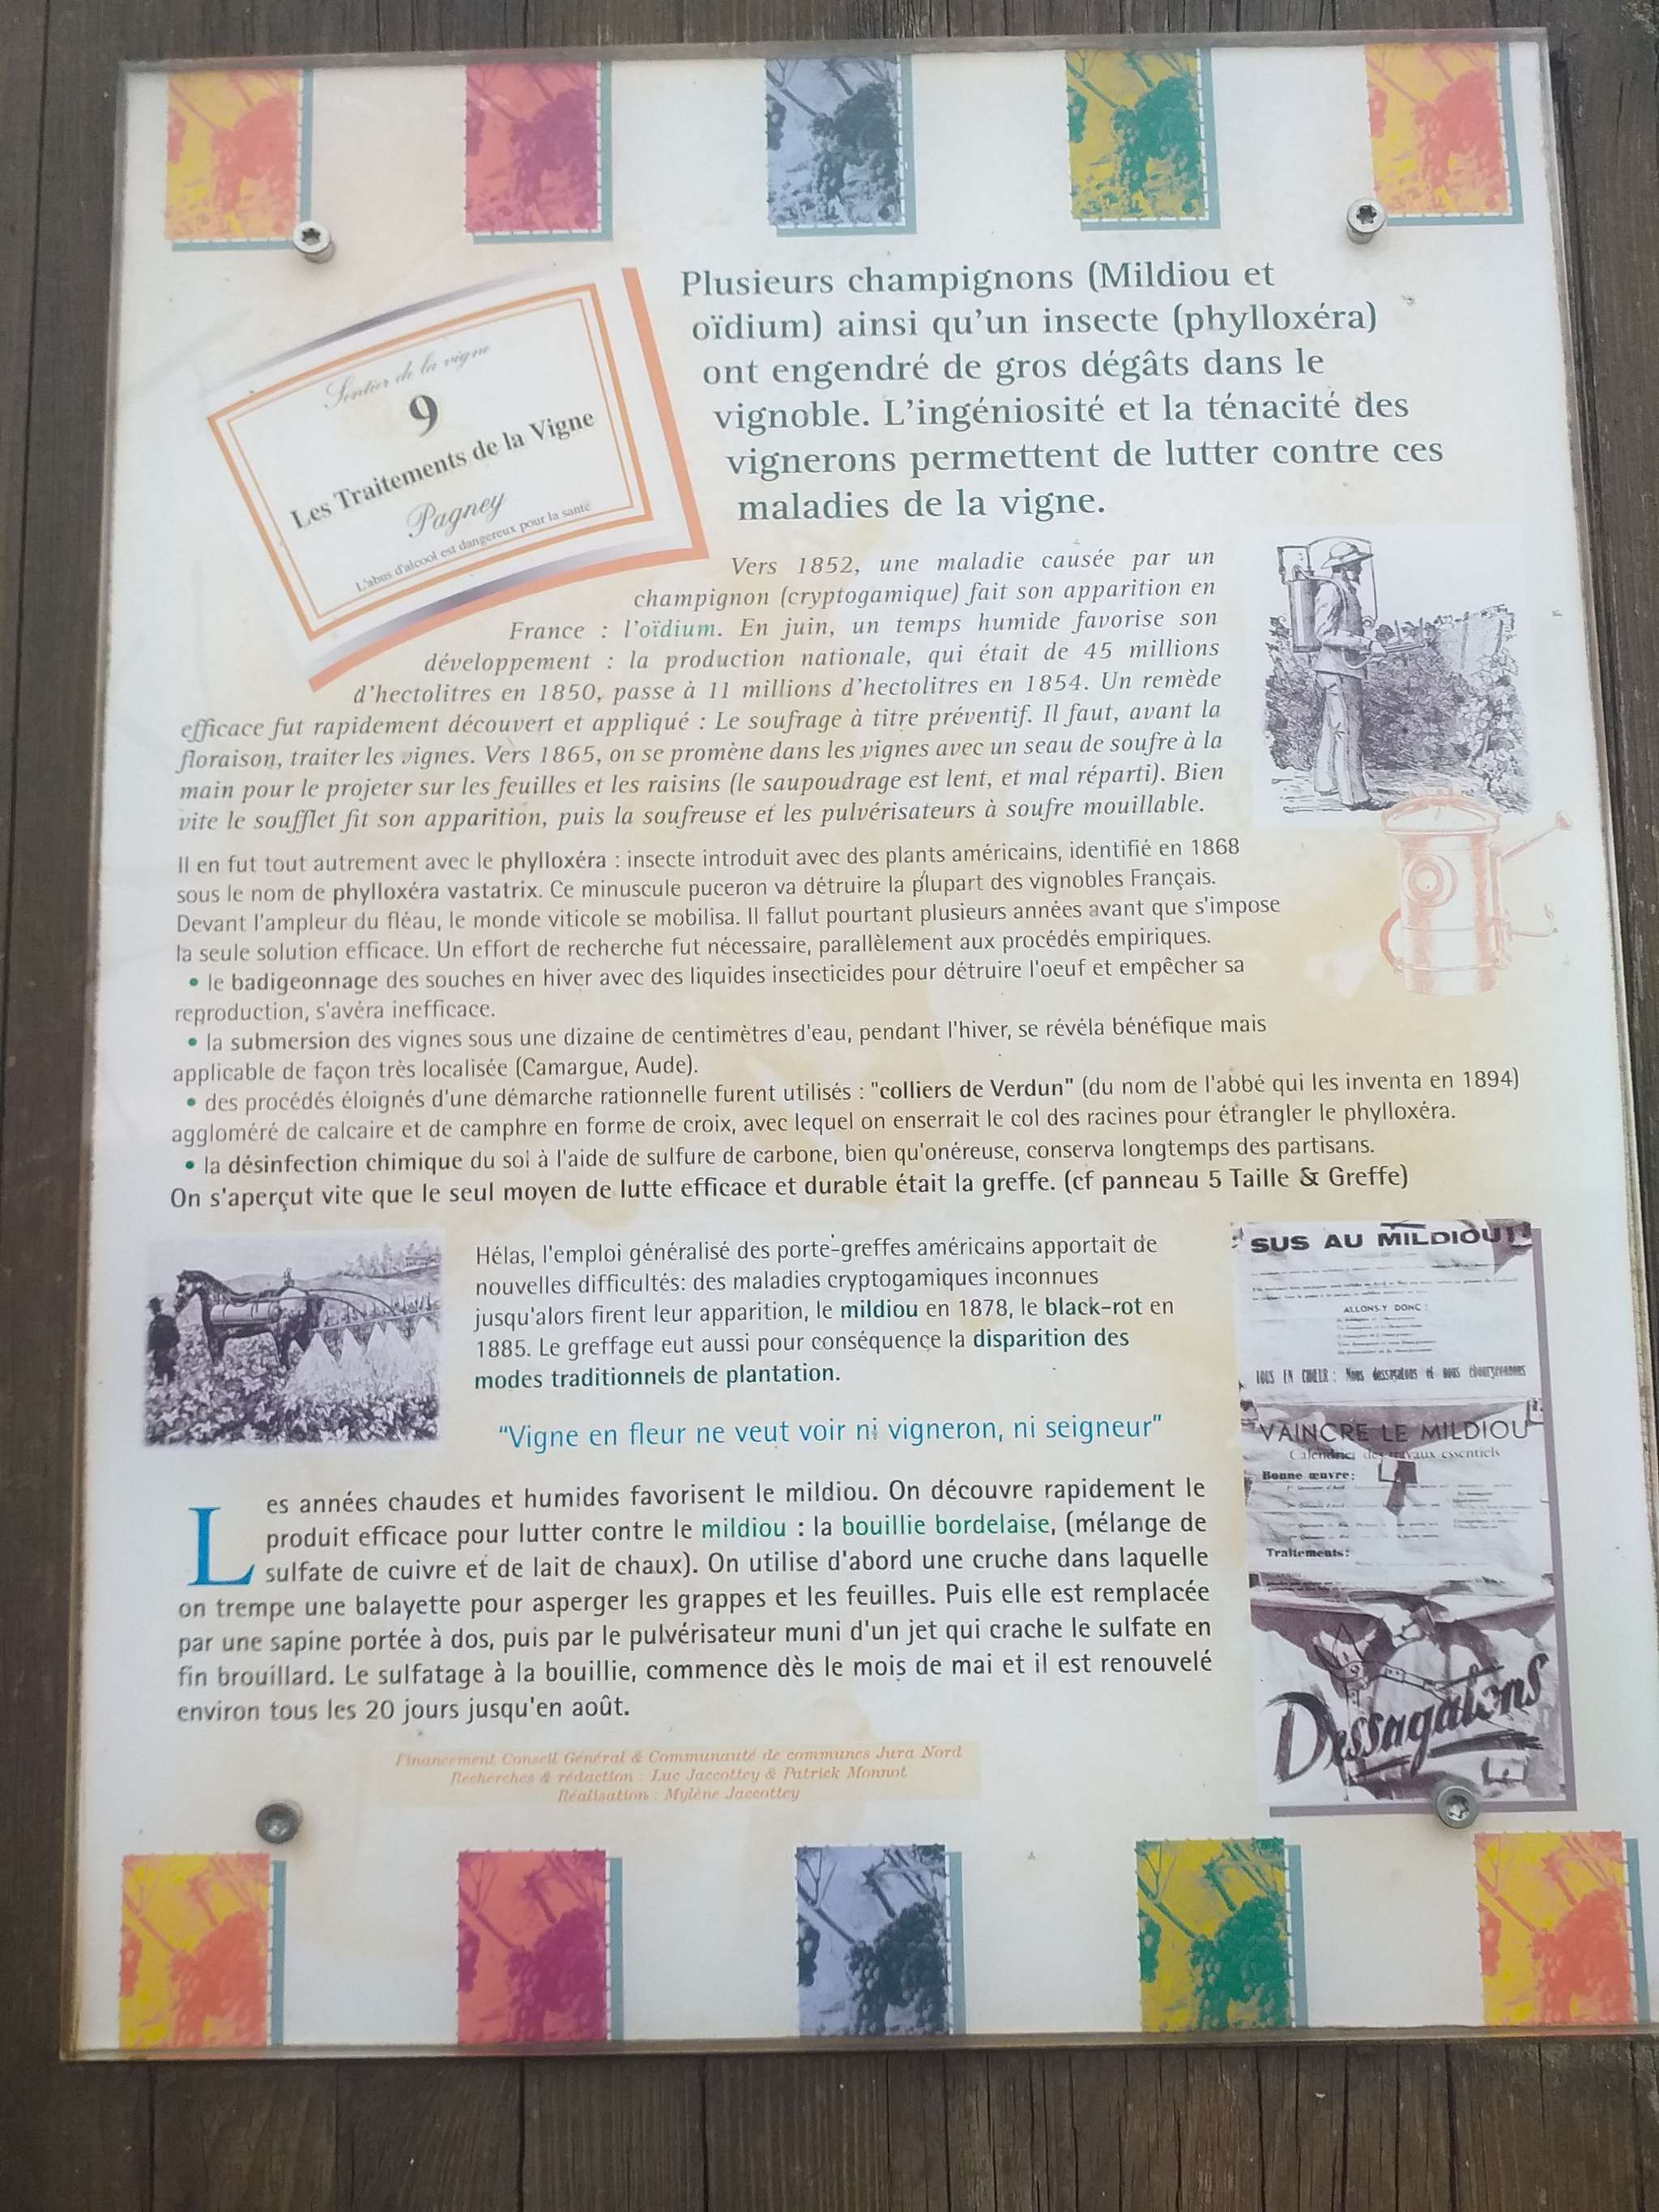 Sentier de la vigne
9
Les Traitements de la Vigne
Pagney
L'abus d'alcool est dangereux pour la santé
Plusieurs champignons (Mildiou et
oïdium) ainsi qu'un insecte (phylloxéra)
ont engendré de gros dégâts dans le
vignoble. L'ingéniosité et la ténacité des
vignerons permettent de lutter contre ces
maladies de la vigne.
Vers 1852, une maladie causée par un
champignon (cryptogamique) fait son apparition en
France : l'oïdium. En juin, un temps humide favorise son
développement : la production nationale, qui était de 45 millions
d'hectolitres en 1850, passe à 11 millions d'hectolitres en 1854. Un remède
efficace fut rapidement découvert et appliqué : Le soufrage à titre préventif. Il faut, avant la
floraison, traiter les vignes. Vers 1865, on se promène dans les vignes avec un seau de soufre à la
main pour le projeter sur les feuilles et les raisins (le saupoudrage est lent, et mal réparti). Bien
vite le soufflet fit son apparition, puis la soufreuse et les pulvérisateurs à soufre mouillable.
Il en fut tout autrement avec le phylloxéra : insecte introduit avec des plants américains, identifié en 1868
sous le nom de phylloxéra vastatrix. Ce minuscule puceron va détruire la plupart des vignobles Français.
Devant l'ampleur du fléau, le monde viticole se mobilisa. Il fallut pourtant plusieurs années avant que s'impose
la seule solution efficace. Un effort de recherche fut nécessaire, parallèlement aux procédés empiriques.
• le badigeonnage des souches en hiver avec des liquides insecticides pour détruire l'oeuf et empêcher sa
reproduction, s'avéra inefficace.
• la submersion des vignes sous une dizaine de centimètres d'eau, pendant l'hiver, se révéla bénéfique mais
applicable de façon très localisée (Camargue, Aude).
• des procédés éloignés d'une démarche rationnelle furent utilisés : "colliers de Verdun" (du nom de l'abbé qui les inventa en 1894)
aggloméré de calcaire et de camphre en forme de croix, avec lequel on enserrait le col des racines pour étrangler le phylloxéra.
• la désinfection chimique du sol à l'aide de sulfure de carbone, bien qu'onéreuse, conserva longtemps des partisans.
On s'aperçut vite que le seul moyen de lutte efficace et durable était la greffe. (cf panneau 5 Taille & Greffe)
Hélas, l'emploi généralisé des porte-greffes américains apportait de
nouvelles difficultés: des maladies cryptogamiques inconnues
jusqu'alors firent leur apparition, le mildiou en 1878, le black-rot en
1885. Le greffage eut aussi pour conséquence la disparition des
modes traditionnels de plantation.
"Vigne en fleur ne veut voir ni vigneron, ni seigneur"
Les années chaudes et humides favorisent le mildiou. On découvre rapidement le
produit efficace pour lutter contre le mildiou : la bouillie bordelaise, (mélange de
sulfate de cuivre et de lait de chaux). On utilise d'abord une cruche dans laquelle
on trempe une balayette pour asperger les grappes et les feuilles. Puis elle est remplacée
par une sapine portée à dos, puis par le pulvérisateur muni d'un jet qui crache le sulfate en
fin brouillard. Le sulfatage à la bouillie, commence dès le mois de mai et il est renouvelé
environ tous les 20 jours jusqu'en août.
SUS AU MILDIOU!
ALLONS-Y DONC :
TOUS EN CHŒUR : Nous dessagatons et nous ébourgeonnons
VAINCRE LE MILDIOU
Calendrier des travaux essentiels
Bonne œuvre:
Traitements:
Dessagatons
Financement Conseil Général & Communauté de communes Jura Nord
Recherches & rédaction : Luc Jaccottey & Patrick Monnot
Réalisation : Mylène Jaccottey